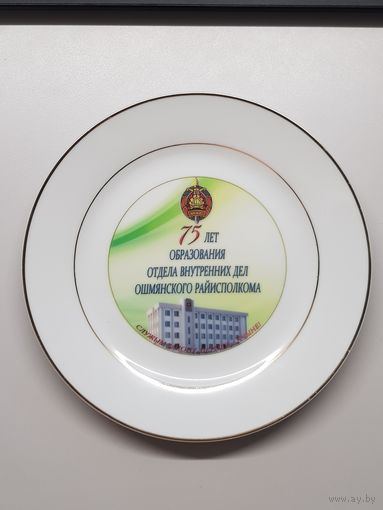 75 ЛЕТ
ОБРАЗОВАНИЯ
ОТДЕЛА ВНУТРЕННИХ ДЕЛ
ОШМЯНСКОГО РАЙИСПОЛКОМА
www.ay.by